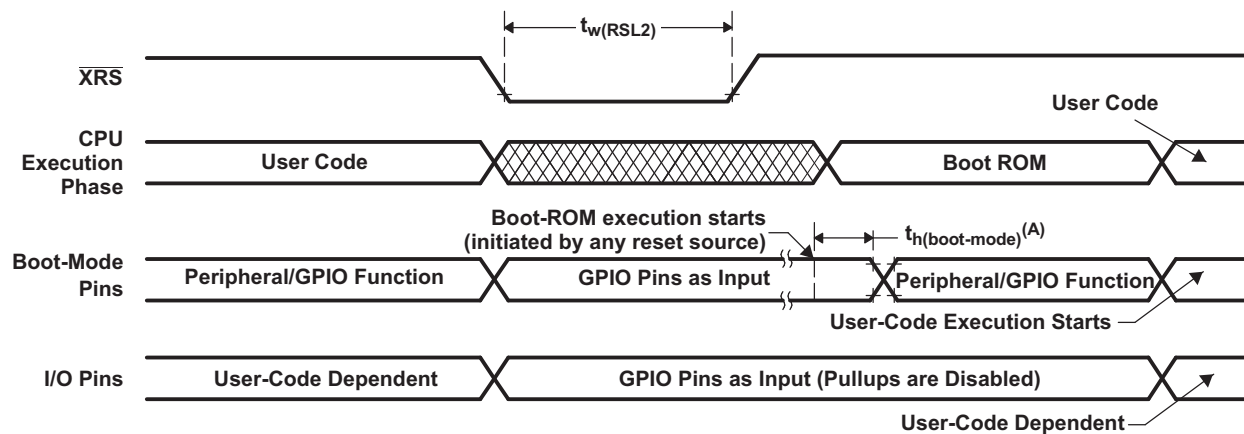 tw(RSL2)
XRS
User Code
CPU
Execution
Phase
User Code
Boot ROM
Boot-ROM execution starts
(initiated by any reset source)
th(boot-mode)(A)
Boot-Mode
Pins
Peripheral/GPIO Function
GPIO Pins as Input
Peripheral/GPIO Function
User-Code Execution Starts
I/O Pins
User-Code Dependent
GPIO Pins as Input (Pullups are Disabled)
User-Code Dependent